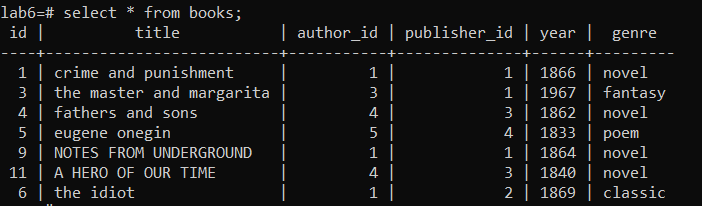 lab6=# select * from books;
 id |          title           | author_id | publisher_id | year |  genre
----+--------------------------+-----------+--------------+------+---------
  1 | crime and punishment     |         1 |            1 | 1866 | novel
  3 | the master and margarita |         3 |            1 | 1967 | fantasy
  4 | fathers and sons         |         4 |            3 | 1862 | novel
  5 | eugene onegin            |         5 |            4 | 1833 | poem
  9 | NOTES FROM UNDERGROUND   |         1 |            1 | 1864 | novel
 11 | A HERO OF OUR TIME       |         4 |            3 | 1840 | novel
  6 | the idiot                |         1 |            2 | 1869 | classic